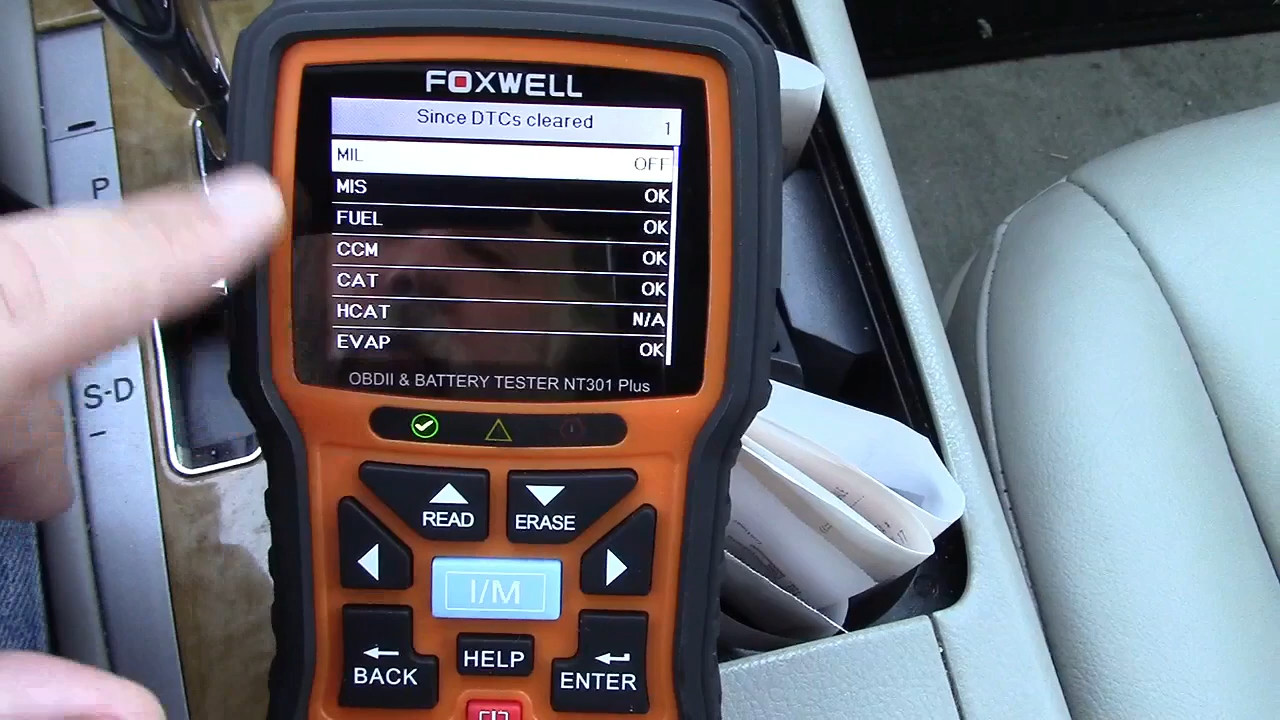 FOXWELL
Since DTCs cleared 1
MIL OFF
MIS OK
FUEL OK
CCM OK
CAT OK
HCAT N/A
EVAP OK
OBDII & BATTERY TESTER NT301 Plus
P
S-D
–
READ
ERASE
I/M
BACK
HELP
ENTER